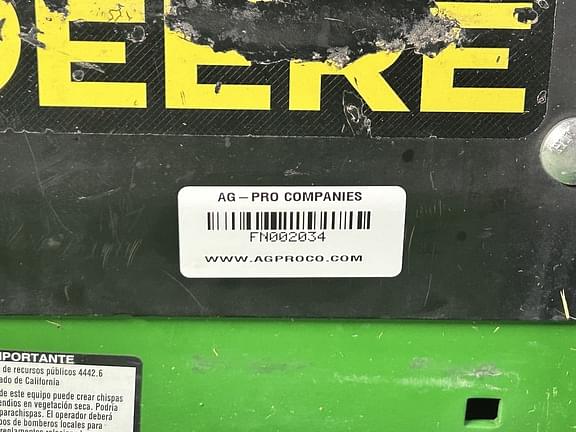 DEERE
AG-PRO COMPANIES
FN002034
WWW.AGPROCO.COM
IMPORTANTE
de recursos públicos 4442.6
ado de California
de este equipo puede crear chispas
endios en vegetación seca. Podría
parachispas. El operador deberá
pos de bomberos locales para